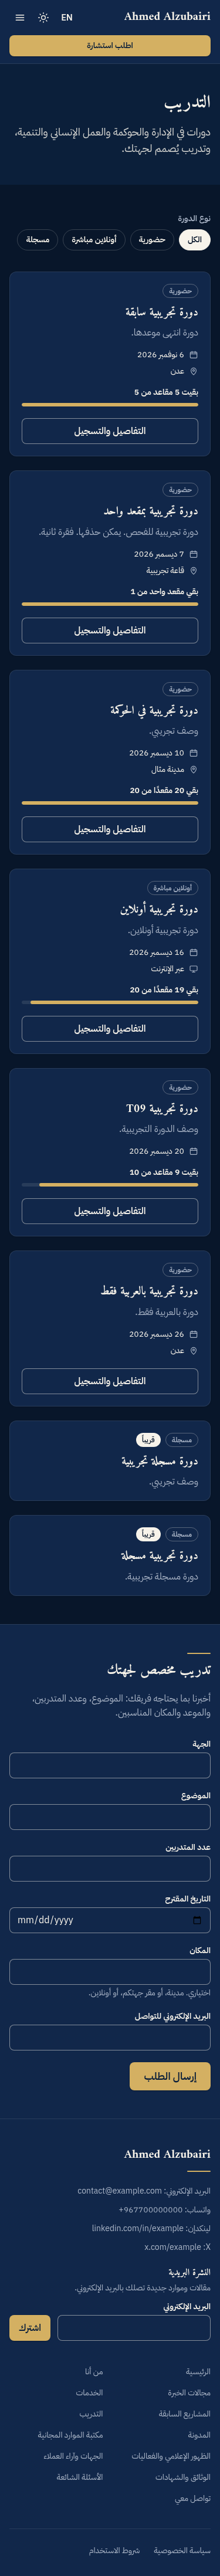 Ahmed Alzubairi
EN
اطلب استشارة
التدريب
دورات في الإدارة والحوكمة والعمل الإنساني والتنمية،
وتدريب يُصمم لجهتك.
نوع الدورة
الكل
حضورية
أونلاين مباشرة
مسجلة
حضورية
دورة تجريبية سابقة
دورة انتهى موعدها.
6 نوفمبر 2026
عدن
بقيت 5 مقاعد من 5
التفاصيل والتسجيل
حضورية
دورة تجريبية بمقعد واحد
دورة تجريبية للفحص. يمكن حذفها. فقرة ثانية.
7 ديسمبر 2026
قاعة تجريبية
بقي مقعد واحد من 1
التفاصيل والتسجيل
حضورية
دورة تجريبية في الحوكمة
وصف تجريبي.
10 ديسمبر 2026
مدينة مثال
بقي 20 مقعدًا من 20
التفاصيل والتسجيل
أونلاين مباشرة
دورة تجريبية أونلاين
دورة تجريبية أونلاين.
16 ديسمبر 2026
عبر الإنترنت
بقي 19 مقعدًا من 20
التفاصيل والتسجيل
حضورية
دورة تجريبية T09
وصف الدورة التجريبية.
20 ديسمبر 2026
بقيت 9 مقاعد من 10
التفاصيل والتسجيل
حضورية
دورة تجريبية بالعربية فقط
دورة بالعربية فقط.
26 ديسمبر 2026
عدن
التفاصيل والتسجيل
مسجلة
قريباً
دورة مسجلة تجريبية
وصف تجريبي.
مسجلة
قريباً
دورة تجريبية مسجلة
دورة مسجلة تجريبية.
تدريب مخصص لجهتك
أخبرنا بما يحتاجه فريقك: الموضوع، وعدد المتدربين،
والموعد والمكان المناسبين.
الجهة
الموضوع
عدد المتدربين
التاريخ المقترح
mm/dd/yyyy
المكان
اختياري. مدينة، أو مقر جهتكم، أو أونلاين.
البريد الإلكتروني للتواصل
إرسال الطلب
Ahmed Alzubairi
البريد الإلكتروني: contact@example.com
واتساب: 967700000000+
لينكدإن: linkedin.com/in/example
X: x.com/example
النشرة البريدية
مقالات وموارد جديدة تصلك بالبريد الإلكتروني.
البريد الإلكتروني
اشترك
الرئيسية
من أنا
مجالات الخبرة
الخدمات
المشاريع السابقة
التدريب
المدونة
مكتبة الموارد المجانية
الظهور الإعلامي والفعاليات
الجهات وآراء العملاء
الوثائق والشهادات
الأسئلة الشائعة
تواصل معي
سياسة الخصوصية
شروط الاستخدام